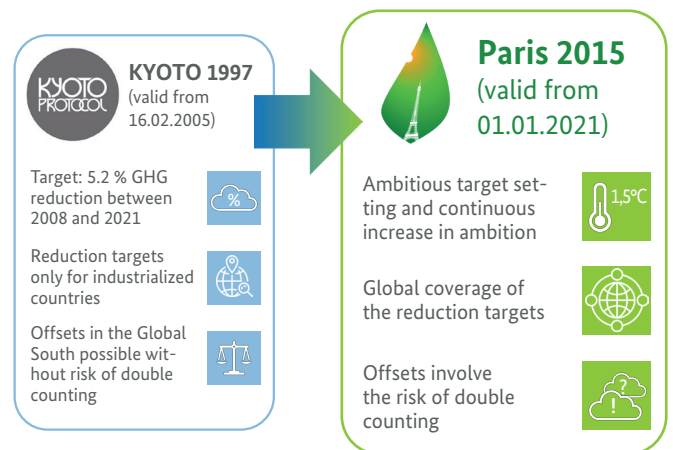 KYOTO
PROTOCOL
KYOTO 1997
(valid from
16.02.2005)
Target: 5.2 % GHG
reduction between
2008 and 2021
%
Reduction targets
only for industrialized
countries
Offsets in the Global
South possible wit-
hout risk of double
counting
Paris 2015
(valid from
01.01.2021)
Ambitious target set-
ting and continuous
increase in ambition
1,5°C
Global coverage of
the reduction targets
Offsets involve
the risk of double
counting
?
!